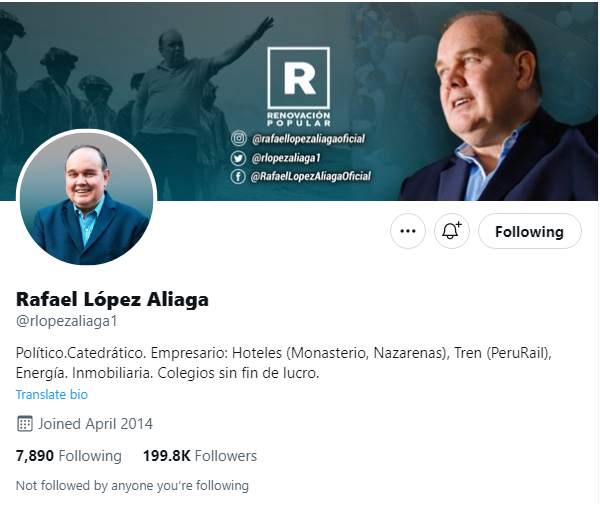 R
RENOVACIÓN
POPULAR
@rafaellopezaliagaoficial
@rlopezaliaga1
@RafaelLopezAliagaOficial
Following
Rafael López Aliaga
@rlopezaliaga1
Político.Catedrático. Empresario: Hoteles (Monasterio, Nazarenas), Tren (PeruRail),
Energía. Inmobiliaria. Colegios sin fin de lucro.
Translate bio
Joined April 2014
7,890 Following 199.8K Followers
Not followed by anyone you're following